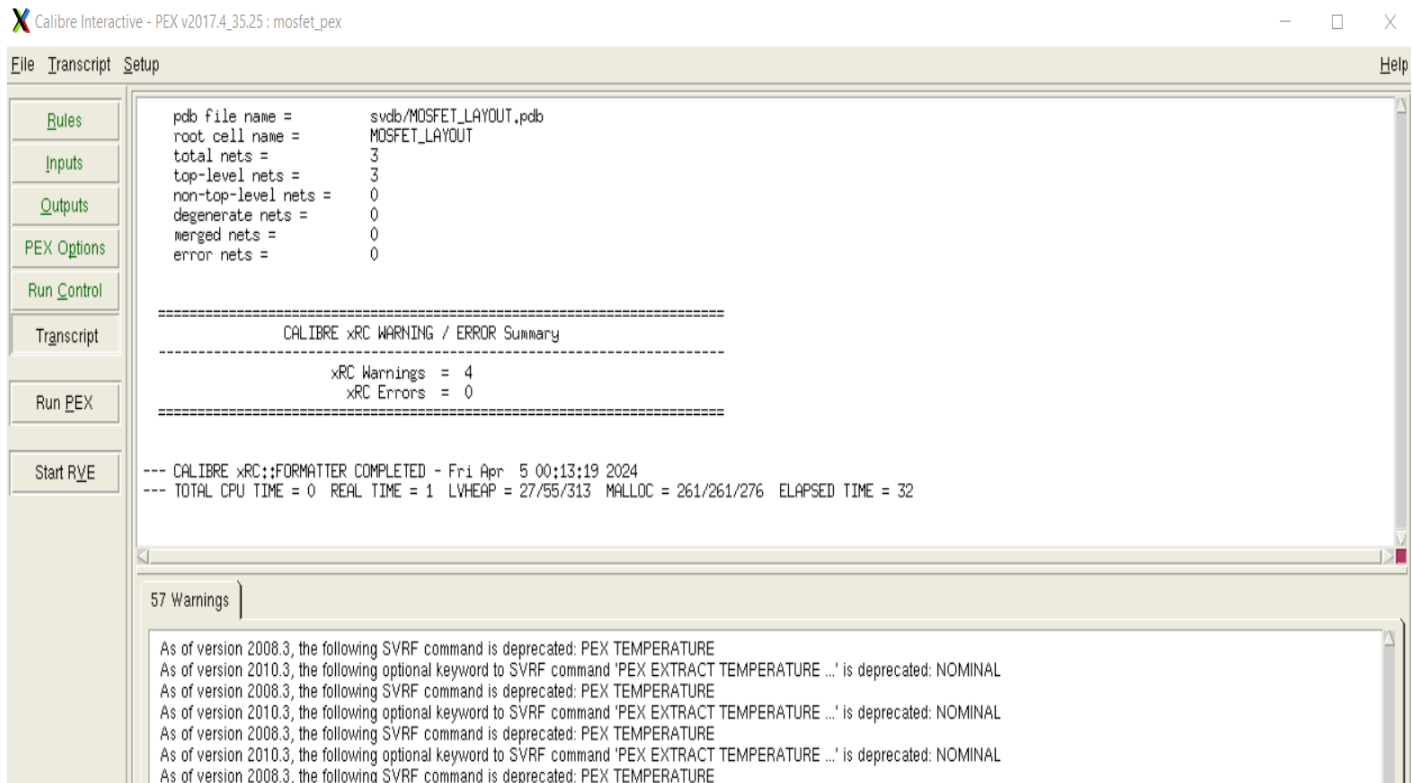 Calibre Interactive - PEX v2017.4_35.25 : mosfet_pex
File Transcript Setup Help
Rules
Inputs
Outputs
PEX Options
Run Control
Transcript
Run PEX
Start RVE
pdb file name = svdb/MOSFET_LAYOUT.pdb
root cell name = MOSFET_LAYOUT
total nets = 3
top-level nets = 3
non-top-level nets = 0
degenerate nets = 0
merged nets = 0
error nets = 0
========================================================================
CALIBRE xRC WARNING / ERROR Summary
------------------------------------------------------------------------
xRC Warnings = 4
xRC Errors = 0
========================================================================
--- CALIBRE xRC::FORMATTER COMPLETED - Fri Apr 5 00:13:19 2024
--- TOTAL CPU TIME = 0 REAL TIME = 1 LVHEAP = 27/55/313 MALLOC = 261/261/276 ELAPSED TIME = 32
57 Warnings
As of version 2008.3, the following SVRF command is deprecated: PEX TEMPERATURE
As of version 2010.3, the following optional keyword to SVRF command 'PEX EXTRACT TEMPERATURE ...' is deprecated: NOMINAL
As of version 2008.3, the following SVRF command is deprecated: PEX TEMPERATURE
As of version 2010.3, the following optional keyword to SVRF command 'PEX EXTRACT TEMPERATURE ...' is deprecated: NOMINAL
As of version 2008.3, the following SVRF command is deprecated: PEX TEMPERATURE
As of version 2010.3, the following optional keyword to SVRF command 'PEX EXTRACT TEMPERATURE ...' is deprecated: NOMINAL
As of version 2008.3, the following SVRF command is deprecated: PEX TEMPERATURE